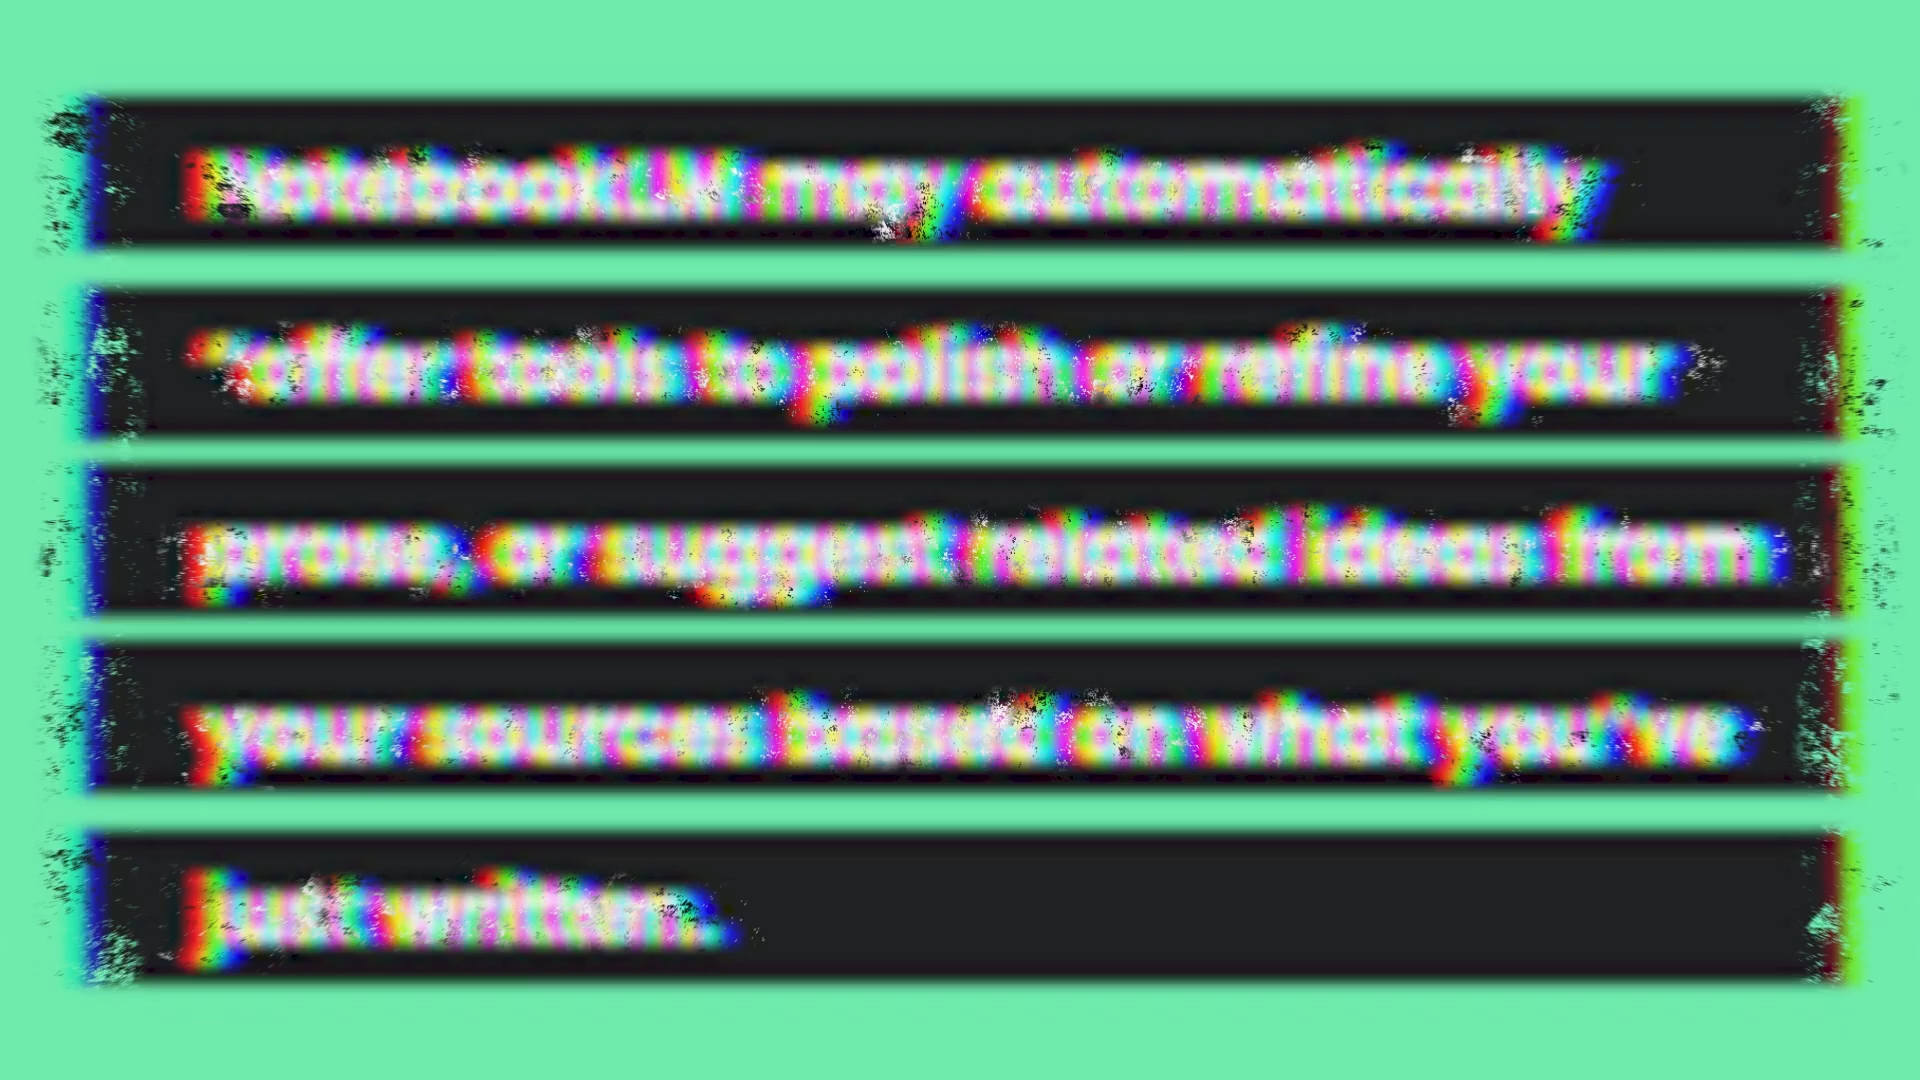 NotebookLM may automatically
offer tools to polish or refine your
prose, or suggest related ideas from
your sources based on what you've
just written